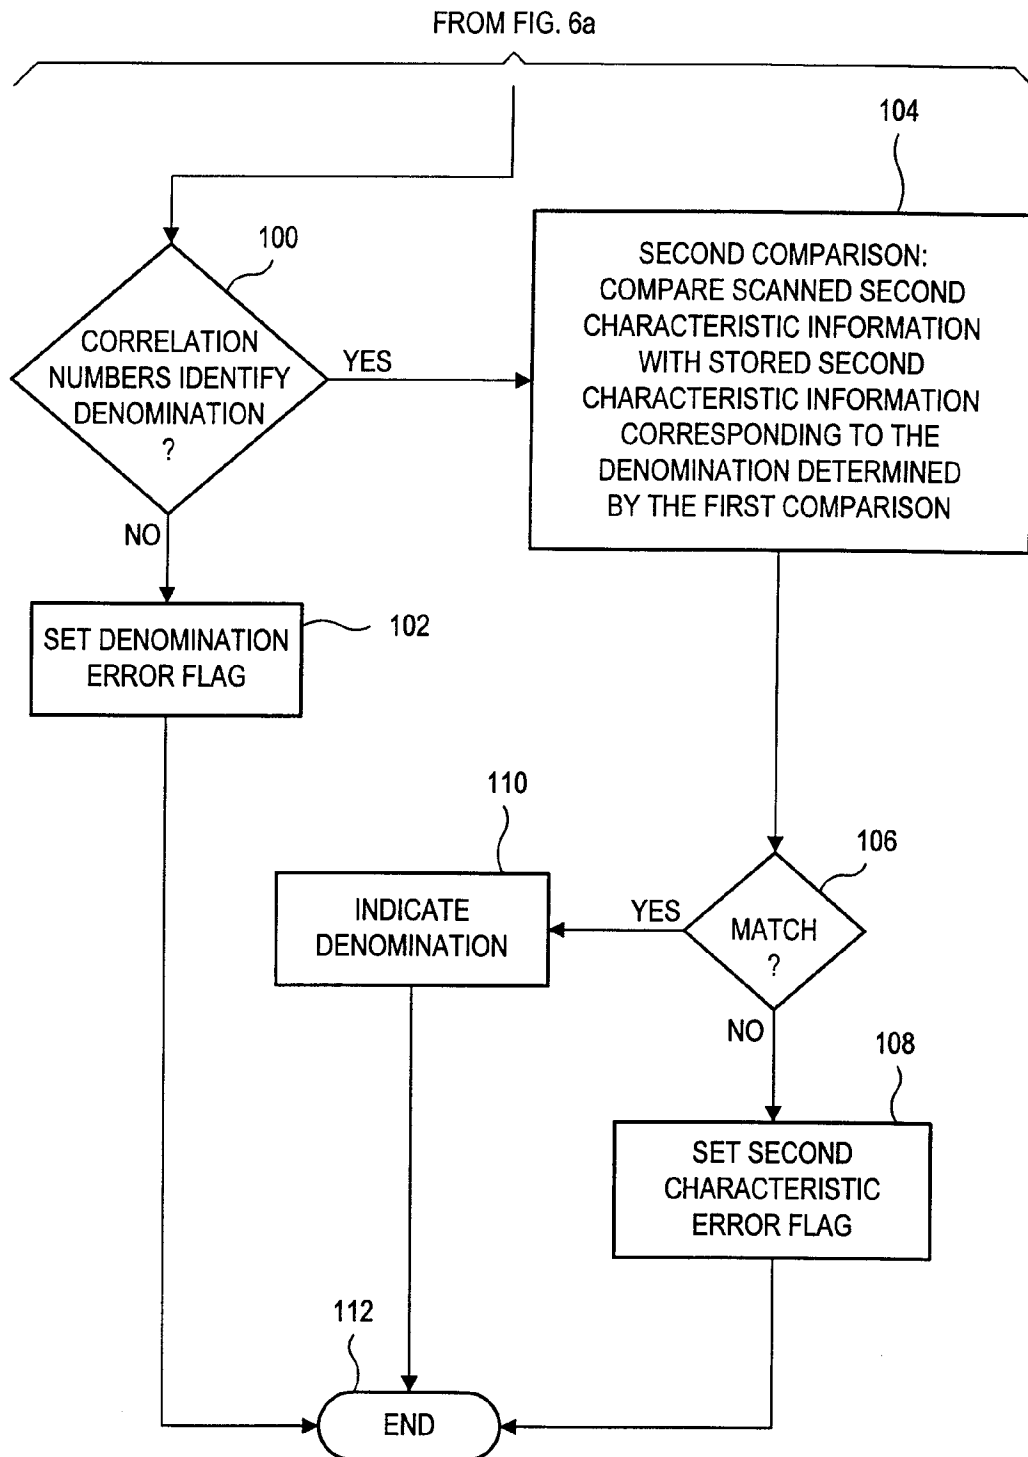 FROM FIG. 6a
104
100
CORRELATION
NUMBERS IDENTIFY
DENOMINATION
?
YES
SECOND COMPARISON:
COMPARE SCANNED SECOND
CHARACTERISTIC INFORMATION
WITH STORED SECOND
CHARACTERISTIC INFORMATION
CORRESPONDING TO THE
DENOMINATION DETERMINED
BY THE FIRST COMPARISON
NO
SET DENOMINATION
ERROR FLAG
102
110
INDICATE
DENOMINATION
YES
106
MATCH
?
NO
108
SET SECOND
CHARACTERISTIC
ERROR FLAG
112
END